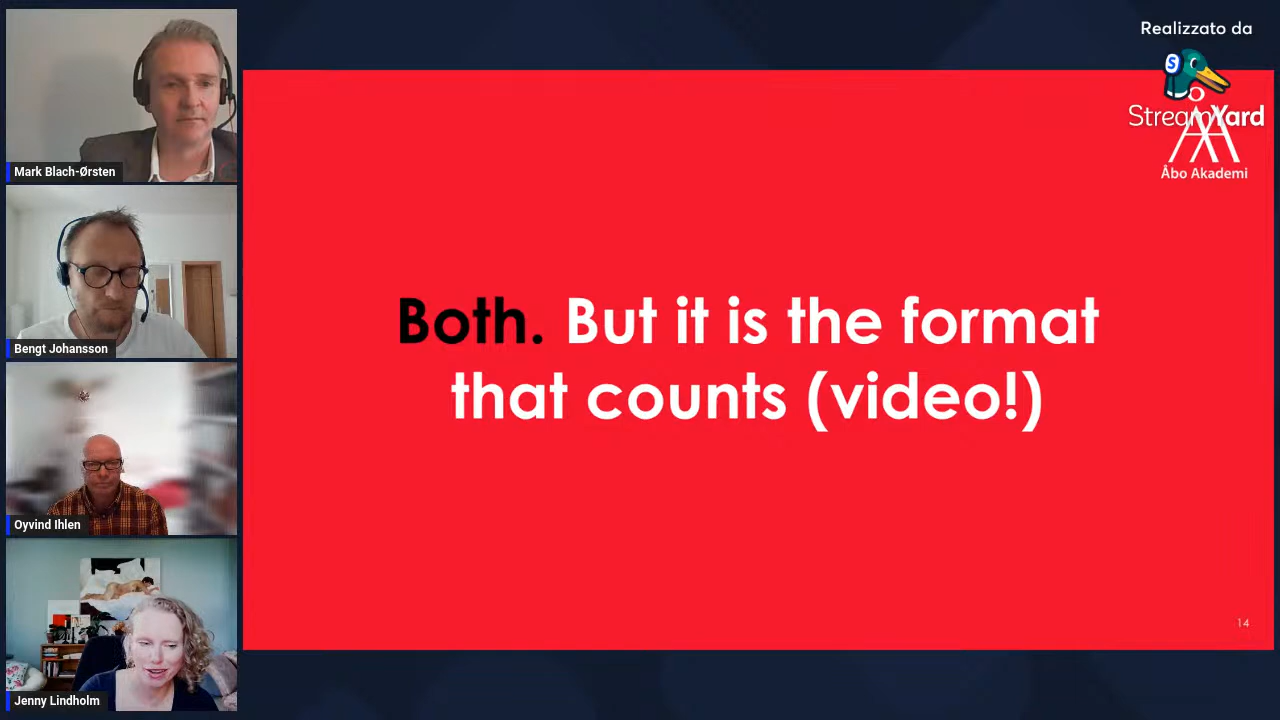 Mark Blach-Ørsten
Bengt Johansson
Oyvind Ihlen
Jenny Lindholm
Realizzato da
S
StreamYard
Åbo Akademi
Both. But it is the format
that counts (video!)
14